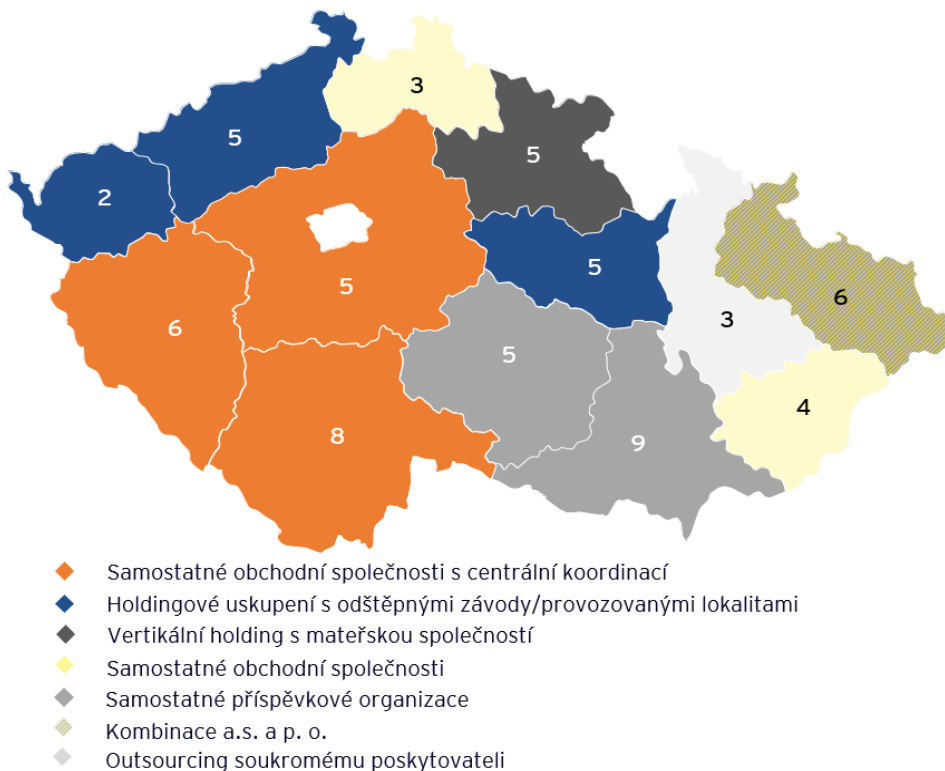 3
5
5
2
5
5
6
3
6
5
4
8
9
Samostatné obchodní společnosti s centrální koordinací
Holdingové uskupení s odštěpnými závody/provozovanými lokalitami
Vertikální holding s mateřskou společností
Samostatné obchodní společnosti
Samostatné příspěvkové organizace
Kombinace a.s. a p. o.
Outsourcing soukromému poskytovateli